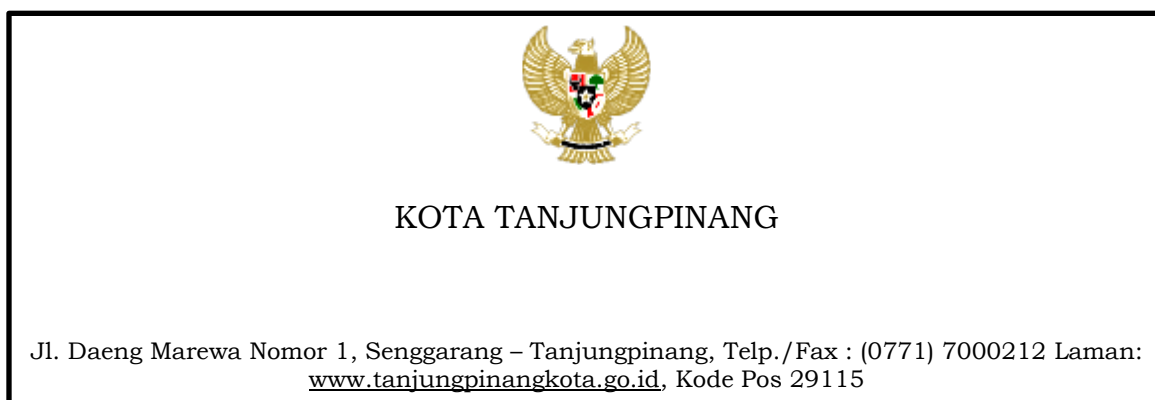 KOTA TANJUNGPINANG
Jl. Daeng Marewa Nomor 1, Senggarang – Tanjungpinang, Telp./Fax : (0771) 7000212 Laman:
www.tanjungpinangkota.go.id, Kode Pos 29115